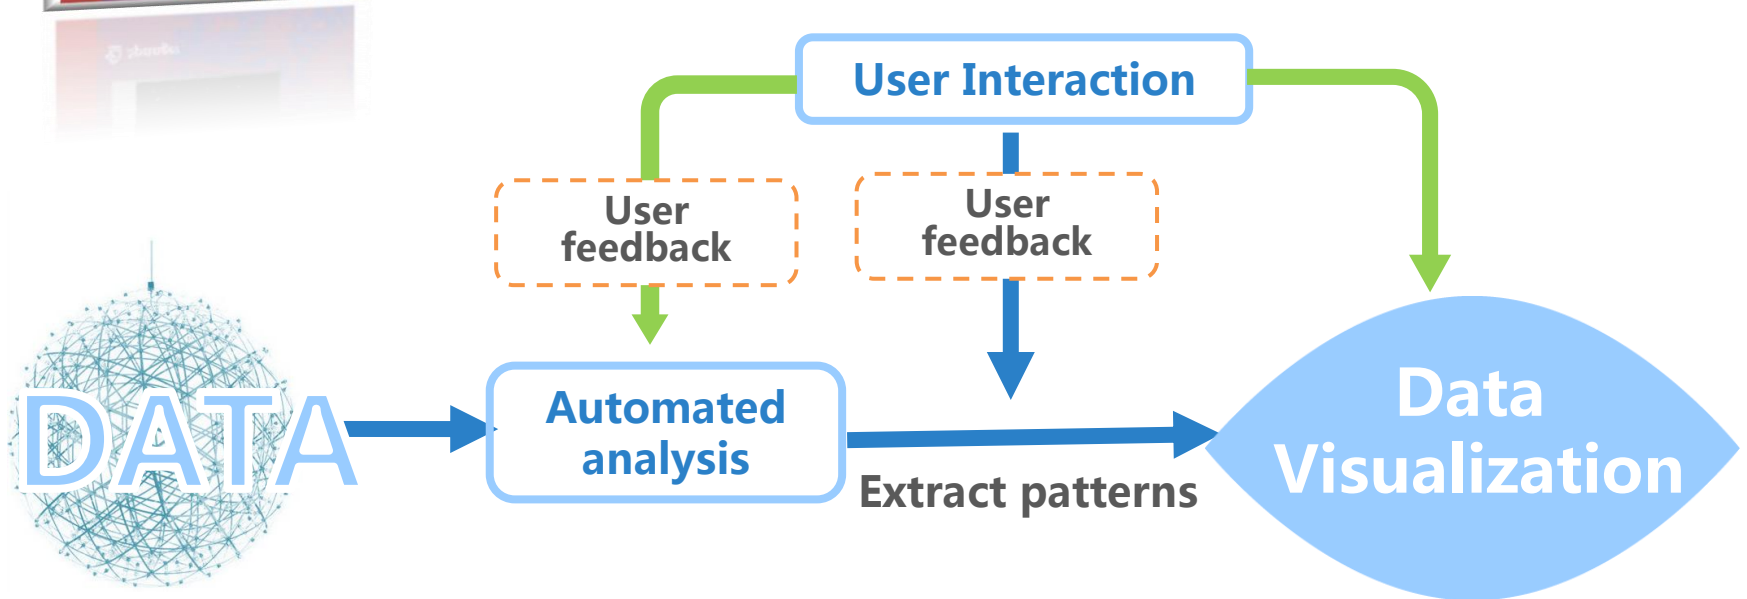 User Interaction
User
feedback
User
feedback
DATA
Automated
analysis
Extract patterns
Data
Visualization